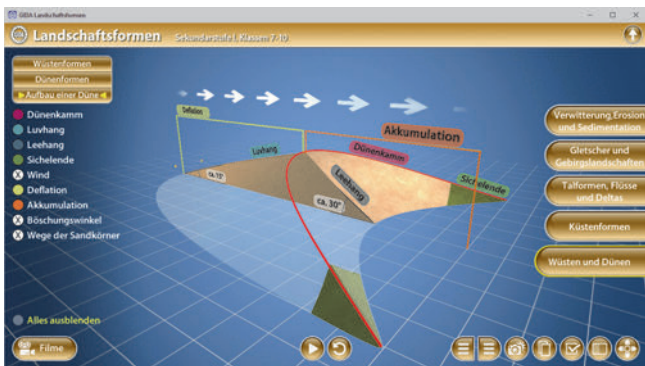 GIDA Landschaftsformen
Landschaftsformen Sekundarstufe I, Klassen 7-10
Wüstenformen
Dünenformen
Aufbau einer Düne
Dünenkamm
Luvhang
Leehang
Sichelende
X Wind
Deflation
Akkumulation
X Böschungswinkel
X Wege der Sandkörner
Alles ausblenden
Filme
Deflation
Akkumulation
Luvhang
Dünenkamm
Leehang
Sichelende
ca. 15°
ca. 30°
Verwitterung, Erosion
und Sedimentation
Gletscher und
Gebirgslandschaften
Talformen, Flüsse
und Deltas
Küstenformen
Wüsten und Dünen